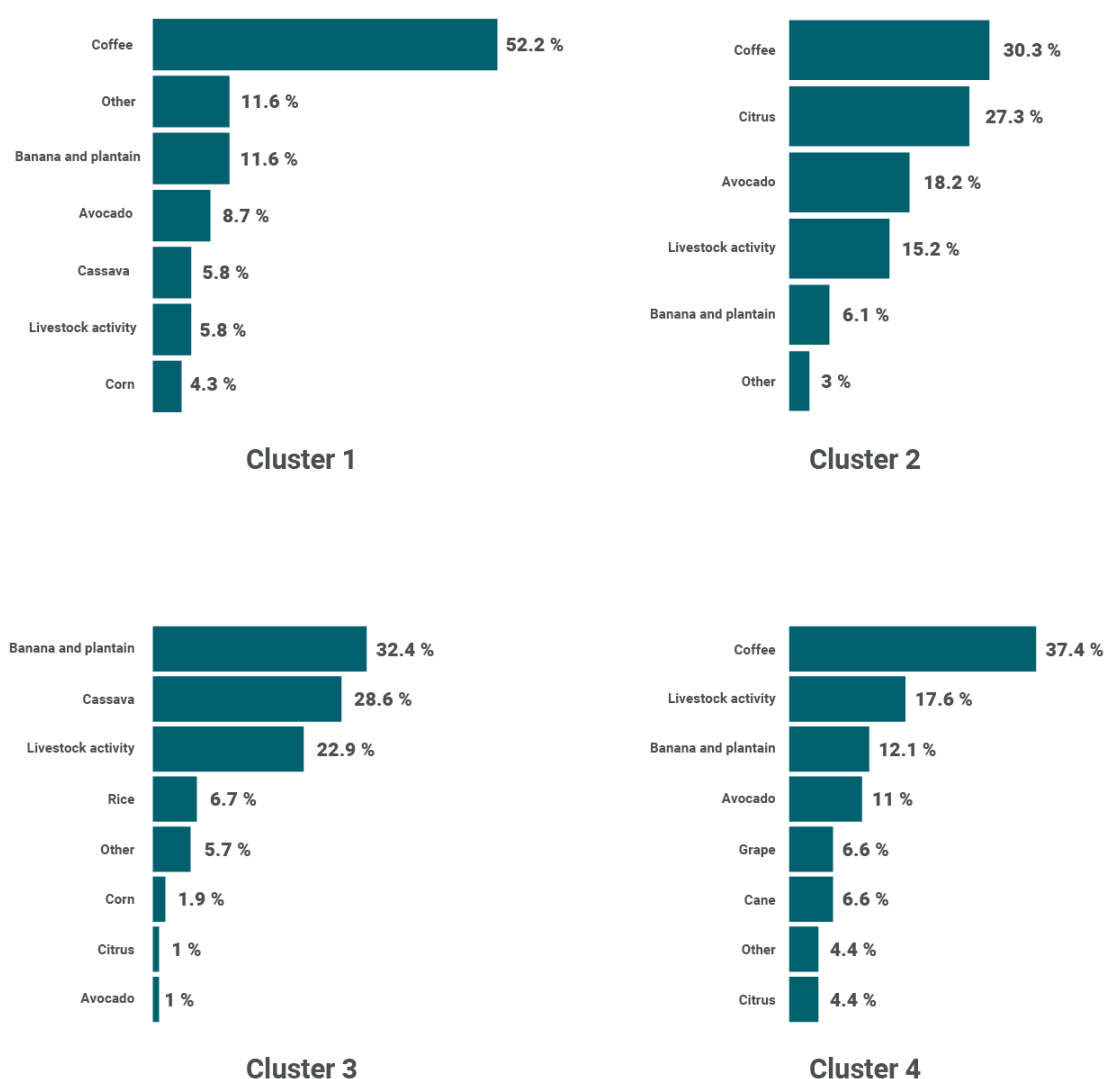 Coffee 52.2 %
Other 11.6 %
Banana and plantain 11.6 %
Avocado 8.7 %
Cassava 5.8 %
Livestock activity 5.8 %
Corn 4.3 %
Cluster 1
Coffee 30.3 %
Citrus 27.3 %
Avocado 18.2 %
Livestock activity 15.2 %
Banana and plantain 6.1 %
Other 3 %
Cluster 2
Banana and plantain 32.4 %
Cassava 28.6 %
Livestock activity 22.9 %
Rice 6.7 %
Other 5.7 %
Corn 1.9 %
Citrus 1 %
Avocado 1 %
Cluster 3
Coffee 37.4 %
Livestock activity 17.6 %
Banana and plantain 12.1 %
Avocado 11 %
Grape 6.6 %
Cane 6.6 %
Other 4.4 %
Citrus 4.4 %
Cluster 4